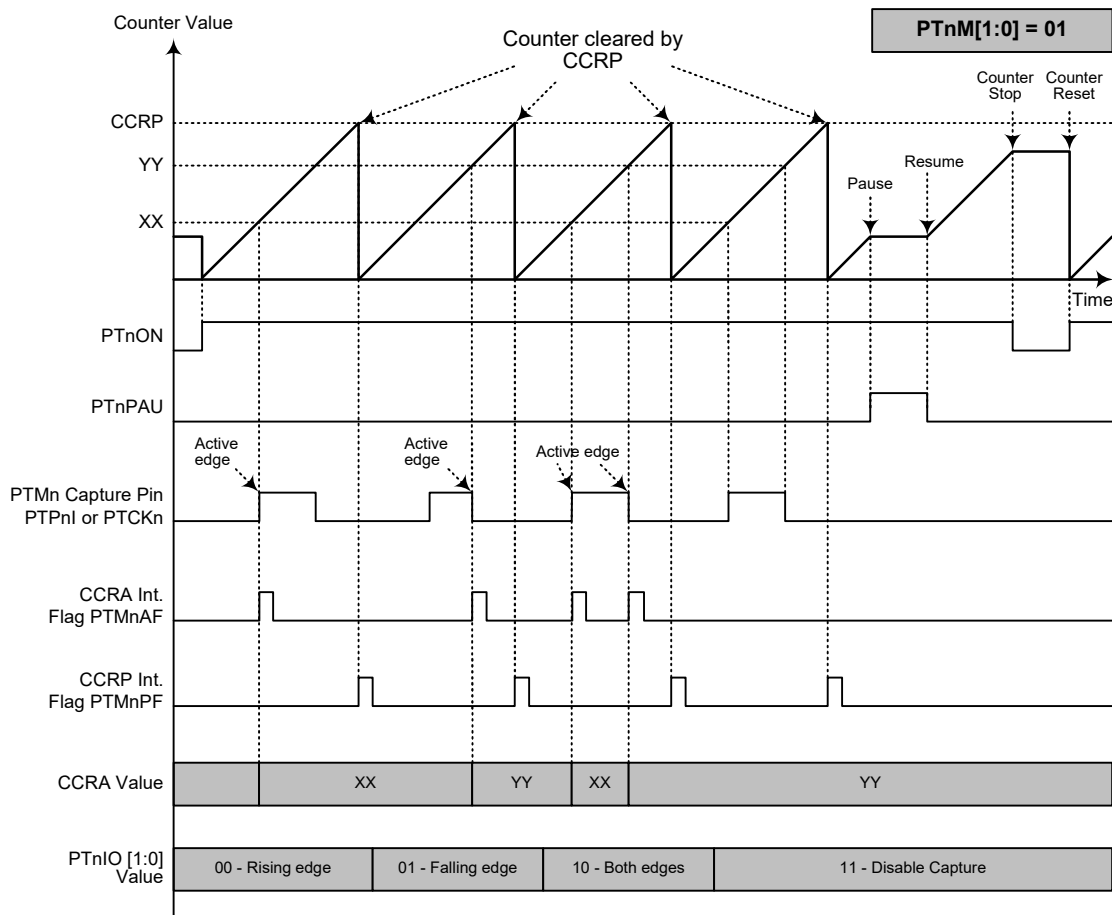 Counter Value
PTnM[1:0] = 01
Counter cleared by
CCRP
Counter
Stop
Counter
Reset
CCRP
YY
XX
Pause
Resume
Time
PTnON
PTnPAU
Active
edge
Active
edge
Active edge
PTMn Capture Pin
PTPnI or PTCKn
CCRA Int.
Flag PTMnAF
CCRP Int.
Flag PTMnPF
CCRA Value
XX
YY
XX
YY
PTnIO [1:0]
Value
00 - Rising edge
01 - Falling edge
10 - Both edges
11 - Disable Capture